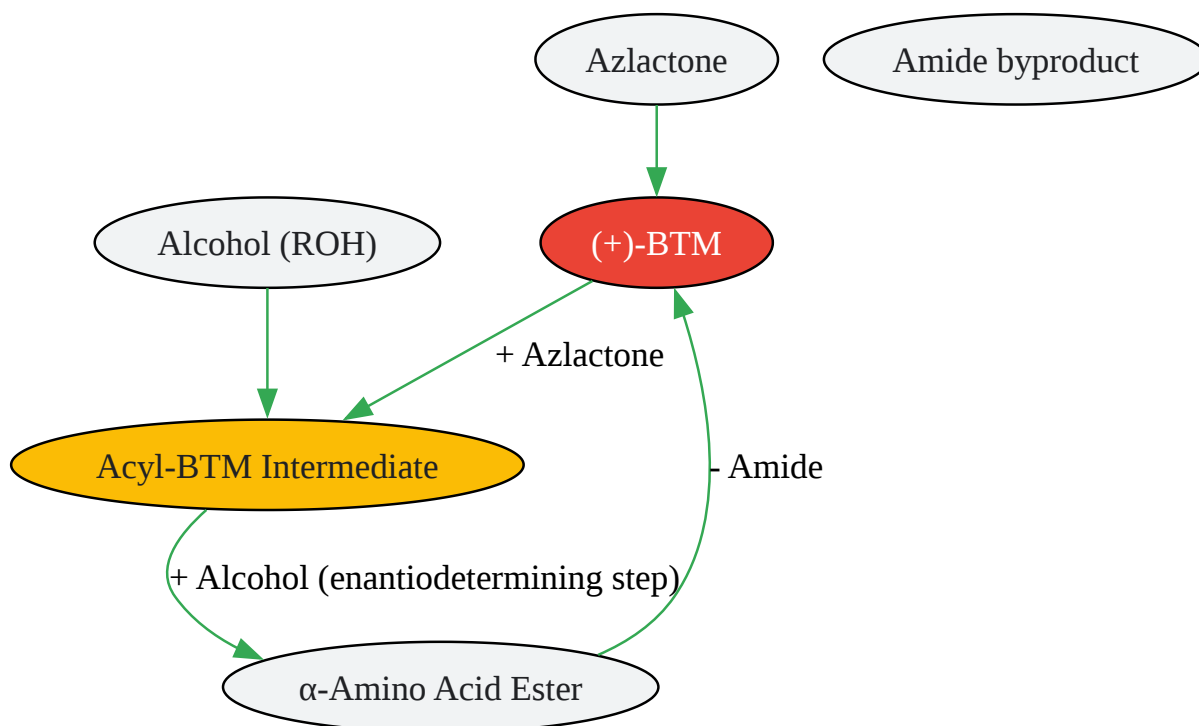 Azlactone
Amide byproduct
Alcohol (ROH)
(+)-BTM
+ Azlactone
Acyl-BTM Intermediate
- Amide
+ Alcohol (enantiodetermining step)
α-Amino Acid Ester